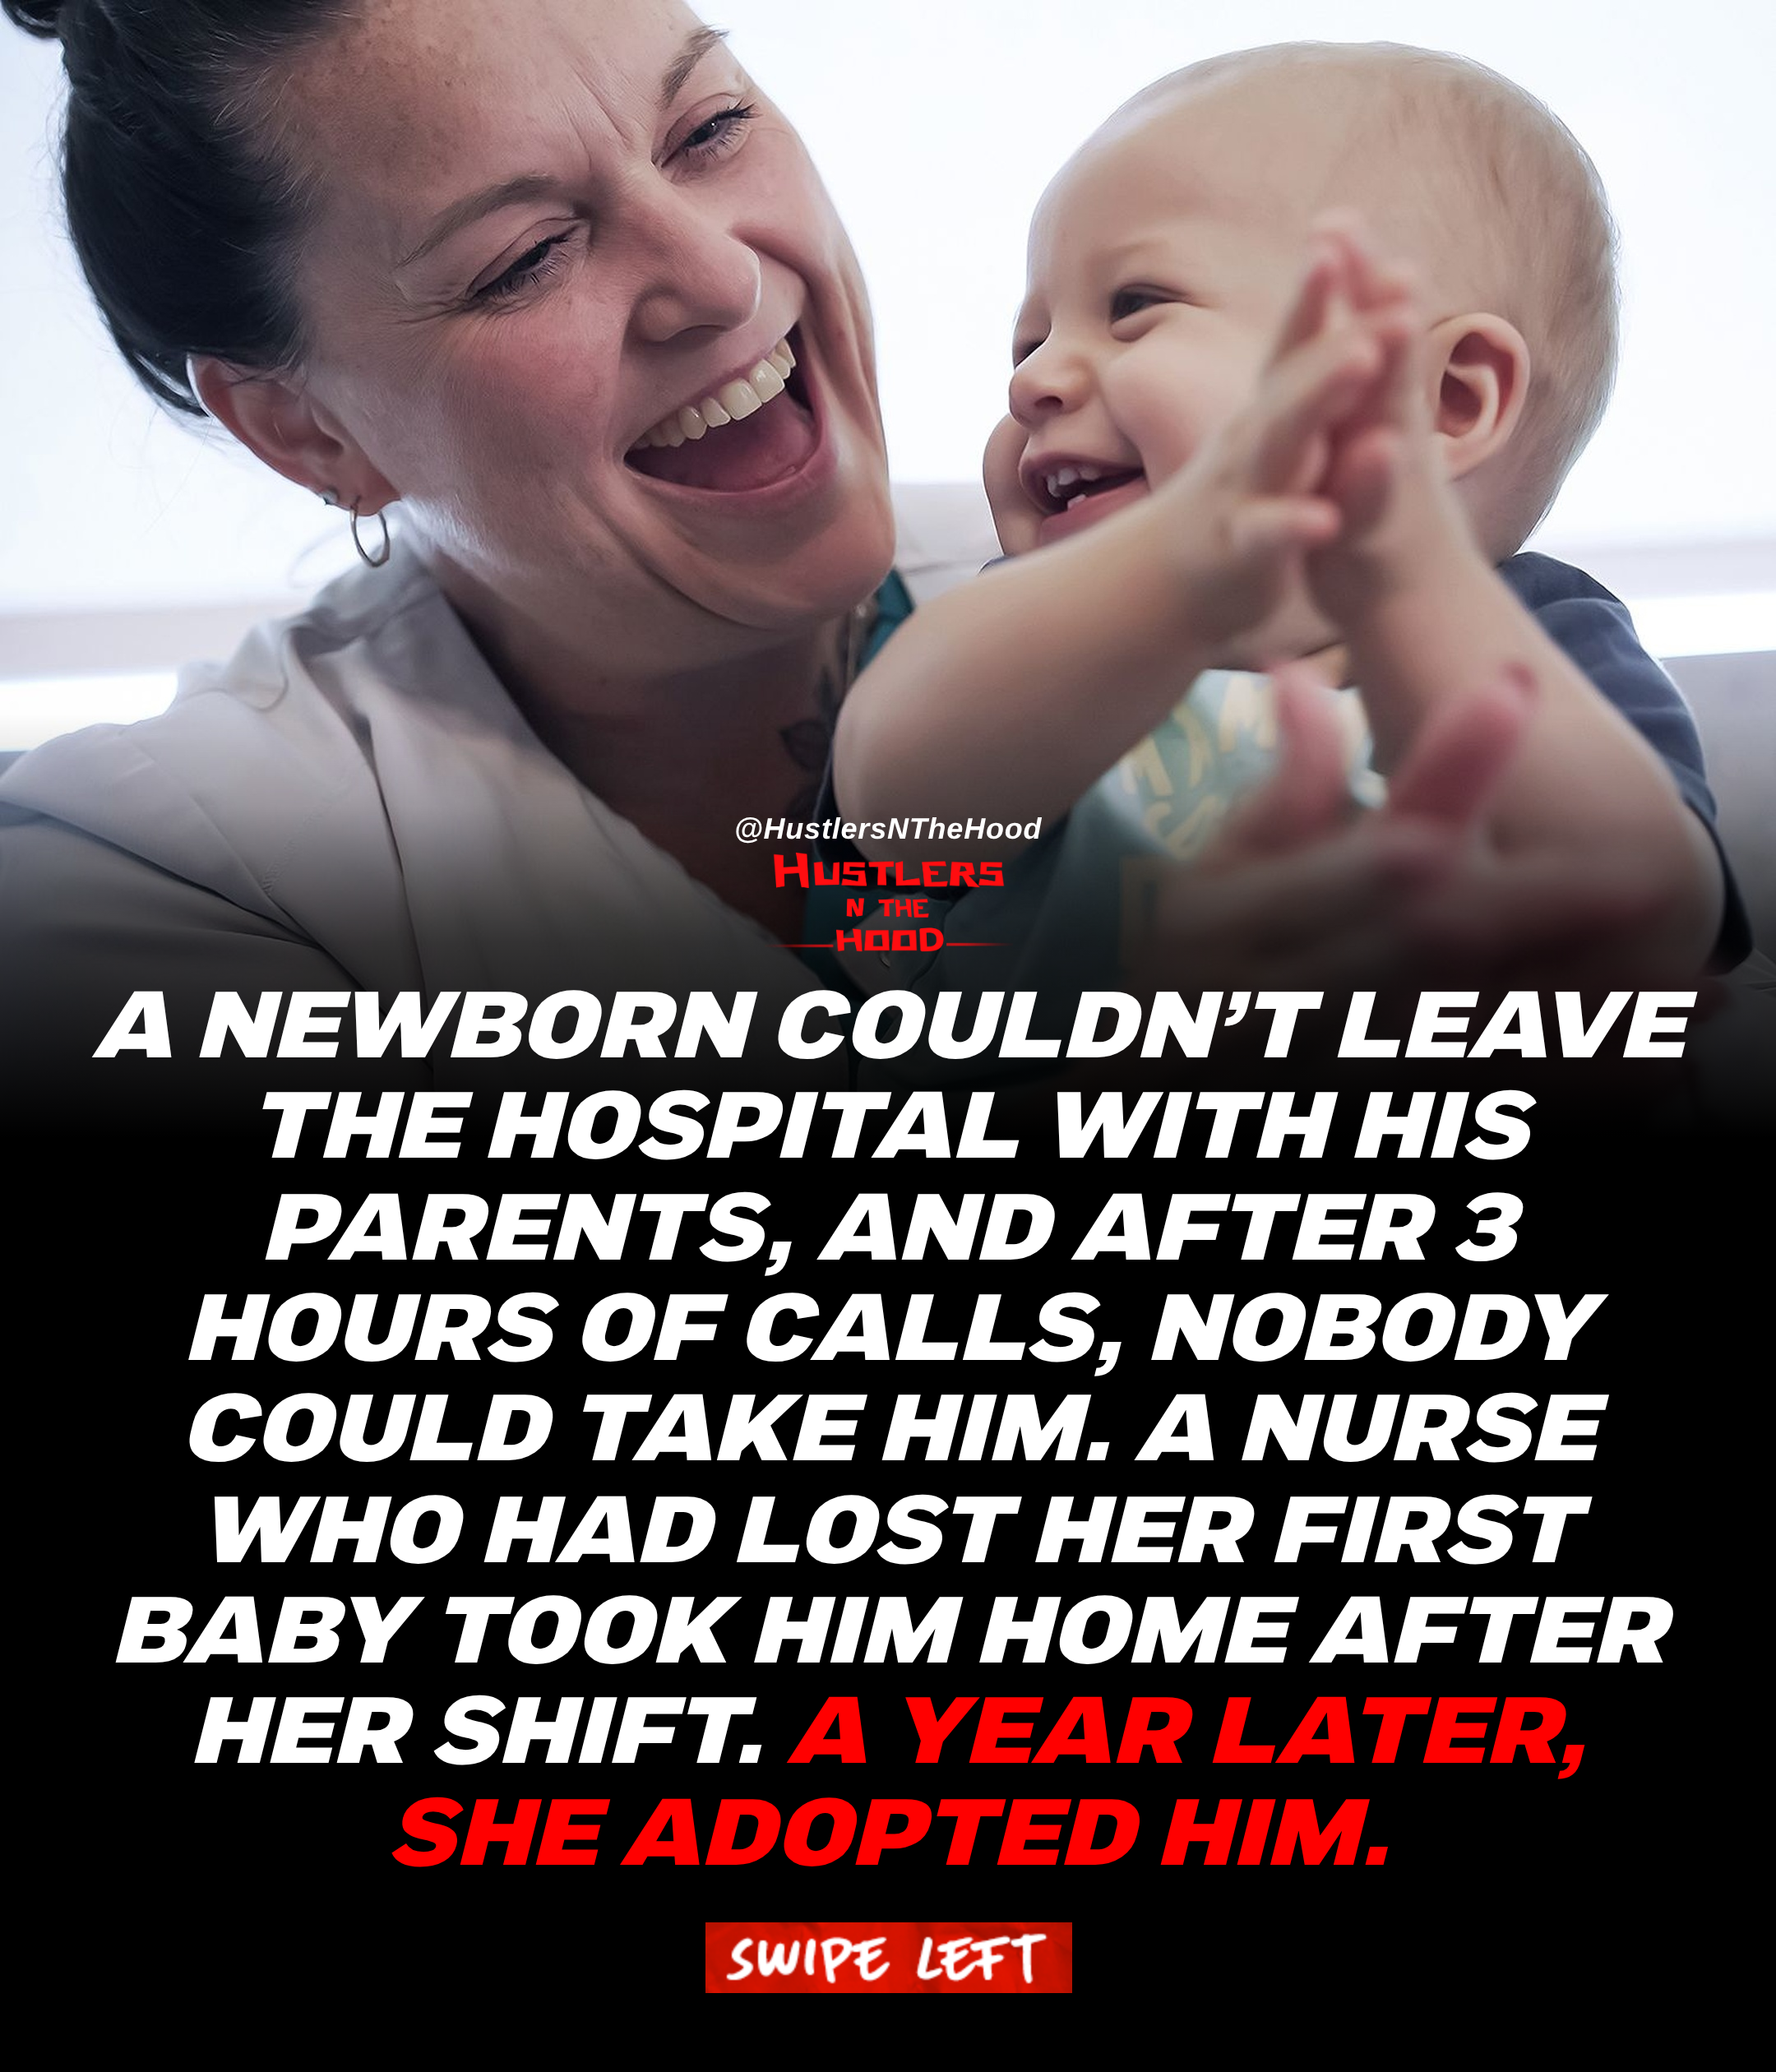 @HustlersNTheHood
HUSTLERS
N THE
HOOD
A NEWBORN COULDN’T LEAVE
THE HOSPITAL WITH HIS
PARENTS, AND AFTER 3
HOURS OF CALLS, NOBODY
COULD TAKE HIM. A NURSE
WHO HAD LOST HER FIRST
BABY TOOK HIM HOME AFTER
HER SHIFT. A YEAR LATER,
SHE ADOPTED HIM.
SWIPE LEFT